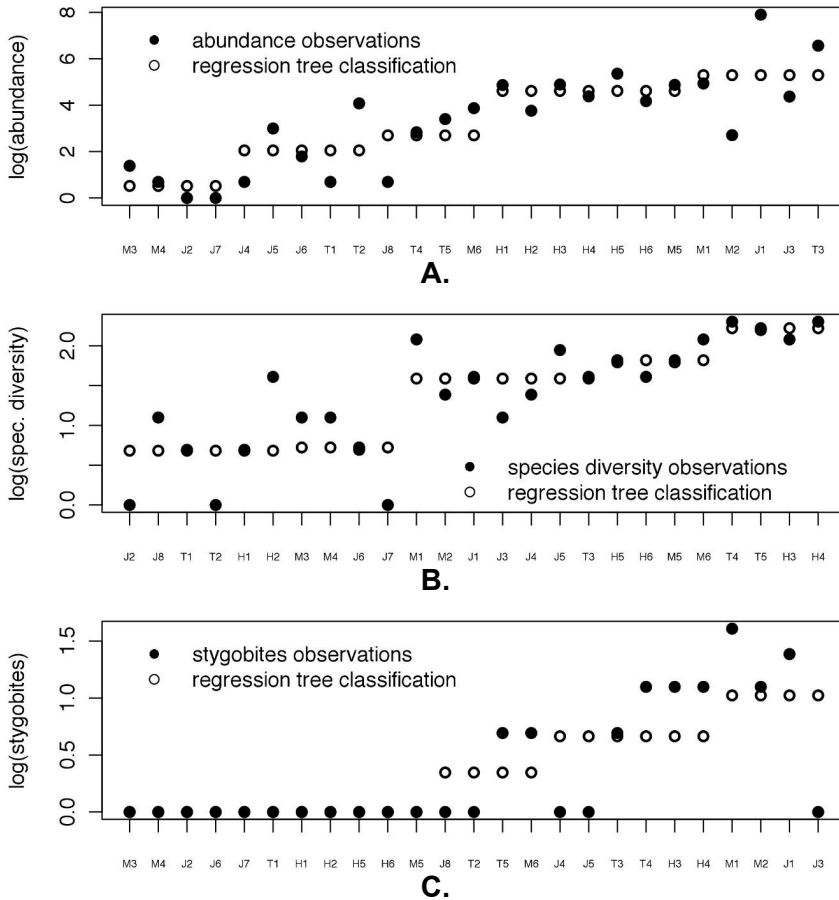 log(abundance)
8
6
4
2
0
abundance observations
regression tree classification
M3 M4 J2 J7 J4 J5 J6 T1 T2 J8 T4 T5 M6 H1 H2 H3 H4 H5 H6 M5 M1 M2 J1 J3 T3
A.
log(spec. diversity)
2.0
1.0
0.0
species diversity observations
regression tree classification
J2 J8 T1 T2 H1 H2 M3 M4 J6 J7 M1 M2 J1 J3 J4 J5 T3 H5 H6 M5 M6 T4 T5 H3 H4
B.
log(stygobites)
1.5
1.0
0.5
0.0
stygobites observations
regression tree classification
M3 M4 J2 J6 J7 T1 H1 H2 H5 H6 M5 J8 T2 T5 M6 J4 J5 T3 T4 H3 H4 M1 M2 J1 J3
C.